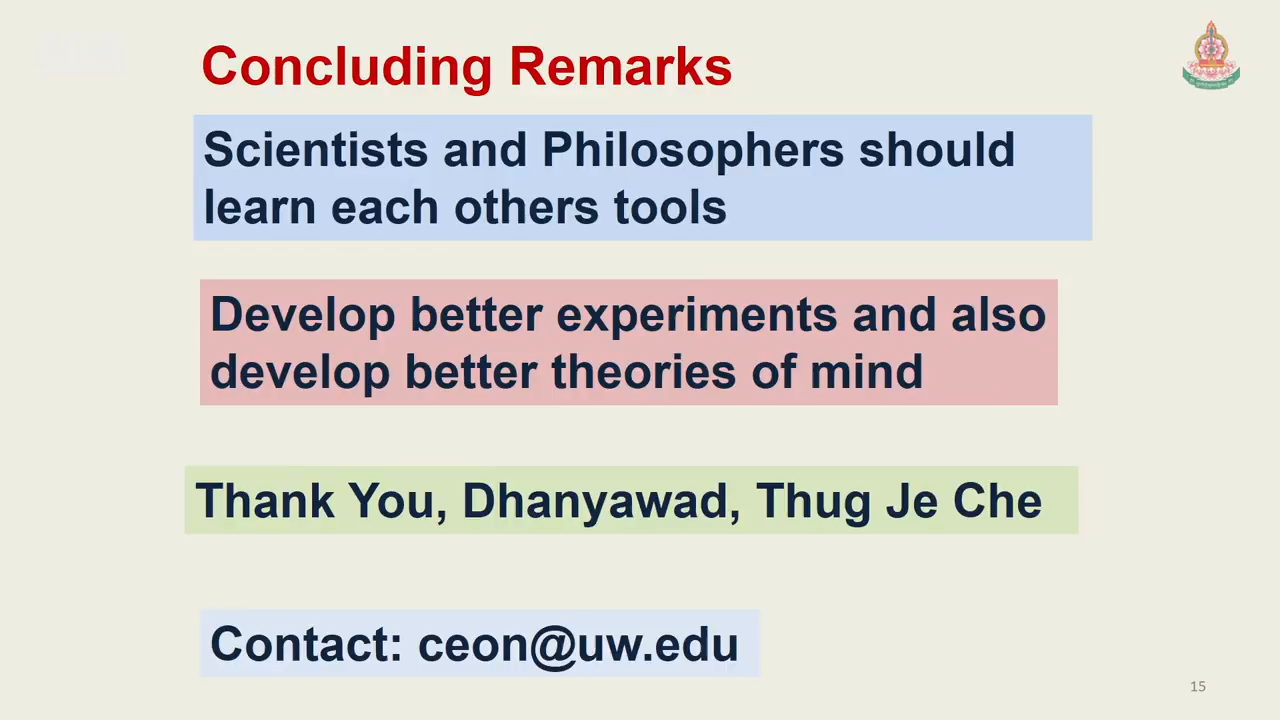 Concluding Remarks
Scientists and Philosophers should
learn each others tools
Develop better experiments and also
develop better theories of mind
Thank You, Dhanyawad, Thug Je Che
Contact: ceon@uw.edu
15